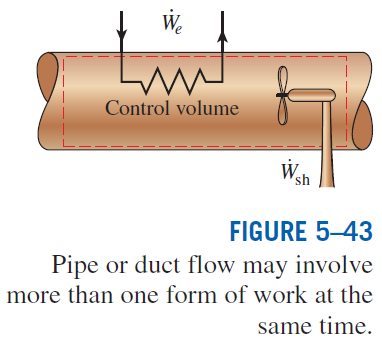 Ẇe
Control volume
Ẇsh
FIGURE 5–43
Pipe or duct flow may involve
more than one form of work at the
same time.